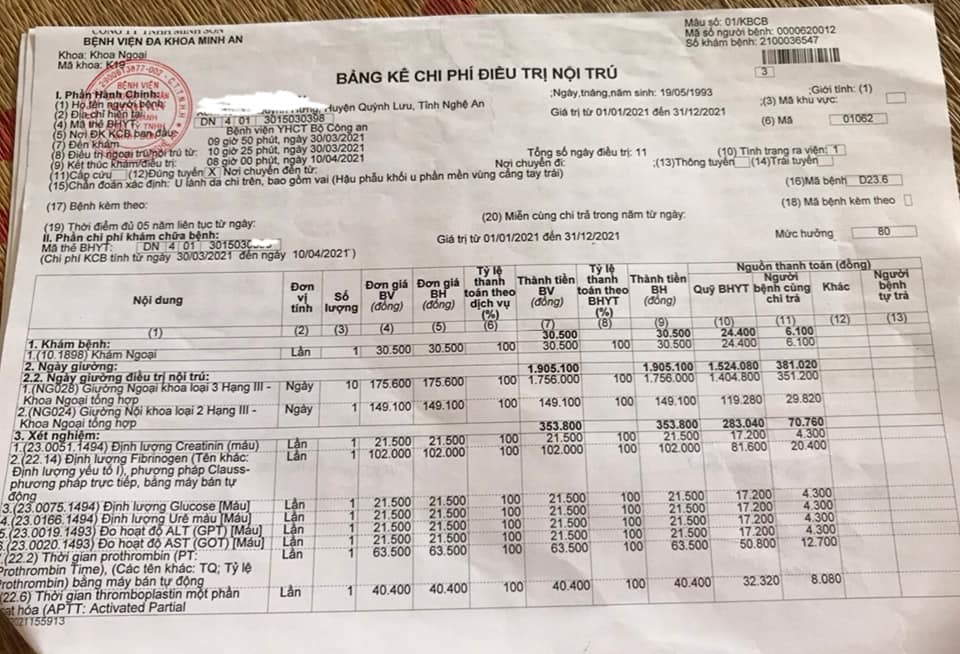 CÔNG TY TNHH MINH SƠN
BỆNH VIỆN ĐA KHOA MINH AN
Khoa: Khoa Ngoại
Mã khoa: K19
Mẫu số: 01/KBCB
Mã số người bệnh: 0000620012
Số khám bệnh: 2100036547
3
BẢNG KÊ CHI PHÍ ĐIỀU TRỊ NỘI TRÚ
I. Phần Hành Chính:
(1) Họ tên người bệnh: ;Ngày,tháng,năm sinh: 19/05/1993 ;Giới tính: (1)
(2) Địa chỉ hiện tại: Huyện Quỳnh Lưu, Tỉnh Nghệ An ;(3) Mã khu vực:
(4) Mã thẻ BHYT: DN 4 01 3015030398 Giá trị từ 01/01/2021 đến 31/12/2021
(5) Nơi ĐK KCB ban đầu: Bệnh viện YHCT Bộ Công an (6) Mã 01062
(7) Đến khám: 09 giờ 50 phút, ngày 30/03/2021
(8) Điều trị ngoại trú/nội trú từ: 10 giờ 25 phút, ngày 30/03/2021
(9) Kết thúc khám/điều trị: 08 giờ 00 phút, ngày 10/04/2021 Tổng số ngày điều trị: 11 (10) Tình trạng ra viện: 1
(11)Cấp cứu (12)Đúng tuyến X Nơi chuyển đến từ: Nơi chuyển đi: ;(13)Thông tuyến (14)Trái tuyến
(15)Chẩn đoán xác định: U lành da chi trên, bao gồm vai (Hậu phẫu khối u phần mềm vùng cẳng tay trái) (16)Mã bệnh D23.6
(17) Bệnh kèm theo: (18) Mã bệnh kèm theo
(19) Thời điểm đủ 05 năm liên tục từ ngày: (20) Miễn cùng chi trả trong năm từ ngày:
II. Phần chi phí khám chữa bệnh:
Mã thẻ BHYT: DN 4 01 Giá trị từ 01/01/2021 đến 31/12/2021 Mức hưởng 80
(Chi phí KCB tính từ ngày 30/03/2021 đến ngày 10/04/2021)
Nội dung Đơn vị tính Số lượng Đơn giá BV (đồng) Đơn giá BH (đồng) Tỷ lệ thanh toán theo dịch vụ (%) Thành tiền BV (đồng) Tỷ lệ thanh toán theo BHYT (%) Thành tiền BH (đồng) Nguồn thanh toán (đồng) Quỹ BHYT Người bệnh cùng chi trả Khác Người bệnh tự trả
(1) (2) (3) (4) (5) (6) (7) (8) (9) (10) (11) (12) (13)
1. Khám bệnh: 30.500 30.500 24.400 6.100
1.(10.1898) Khám Ngoại Lần 1 30.500 30.500 100 30.500 100 30.500 24.400 6.100
2. Ngày giường: 1.905.100 1.905.100 1.524.080 381.020
2.2. Ngày giường điều trị nội trú:
1.(NG028) Giường Ngoại khoa loại 3 Hạng III - Ngày 10 175.600 175.600 100 1.756.000 100 1.756.000 1.404.800 351.200
Khoa Ngoại tổng hợp
2.(NG024) Giường Nội khoa loại 2 Hạng III - Ngày 1 149.100 149.100 100 149.100 100 149.100 119.280 29.820
Khoa Ngoại tổng hợp
3. Xét nghiệm: 353.800 353.800 283.040 70.760
1.(23.0051.1494) Định lượng Creatinin (máu) Lần 1 21.500 21.500 100 21.500 100 21.500 17.200 4.300
2.(22.14) Định lượng Fibrinogen (Tên khác: Lần 1 102.000 102.000 100 102.000 100 102.000 81.600 20.400
Định lượng yếu tố I), phương pháp Clauss-
phương pháp trực tiếp, bằng máy bán tự
động
3.(23.0075.1494) Định lượng Glucose [Máu] Lần 1 21.500 21.500 100 21.500 100 21.500 17.200 4.300
4.(23.0166.1494) Định lượng Urê máu [Máu] Lần 1 21.500 21.500 100 21.500 100 21.500 17.200 4.300
(23.0019.1493) Đo hoạt độ ALT (GPT) [Máu] Lần 1 21.500 21.500 100 21.500 100 21.500 17.200 4.300
(23.0020.1493) Đo hoạt độ AST (GOT) [Máu] Lần 1 21.500 21.500 100 21.500 100 21.500 17.200 4.300
(22.2) Thời gian prothrombin (PT: Lần 1 63.500 63.500 100 63.500 100 63.500 50.800 12.700
Prothrombin Time), (Các tên khác: TQ; Tỷ lệ
Prothrombin) bằng máy bán tự động
(22.6) Thời gian thromboplastin một phần Lần 1 40.400 40.400 100 40.400 100 40.400 32.320 8.080
hoạt hóa (APTT: Activated Partial
021155913